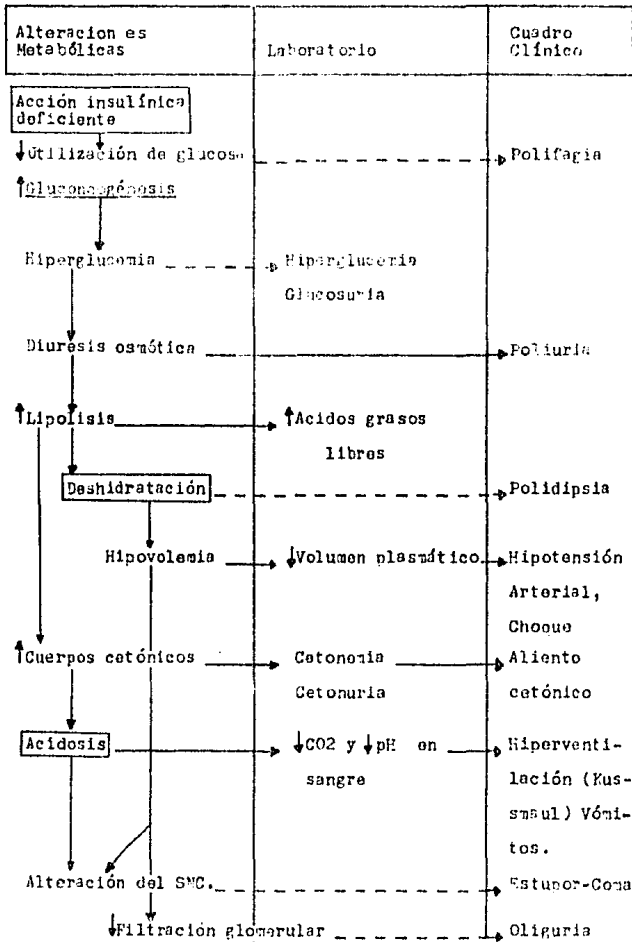 Alteracion es Metabólicas Laboratorio Cuadro Clínico
Acción insulínica
deficiente
↓Utilización de glucosa Polifagia
↑Gluconeogénesis
Hiperglucemia Hiperglucemia
Glucosuria
Diuresis osmótica Poliuria
↑Lipolisis ↑Acidos grasos
libres
Deshidratación Polidipsia
Hipovolemia ↓Volumen plasmático Hipotensión
Arterial,
Choque
↑Cuerpos cetónicos Cetonemia Aliento
Cetonuria cetónico
Acidosis ↓CO2 y ↓pH en Hiperventi-
sangre lación (Kus-
smaul) Vómi-
tos.
Alteración del SNC. Estupor-Coma
↓Filtración glomerular Oliguria